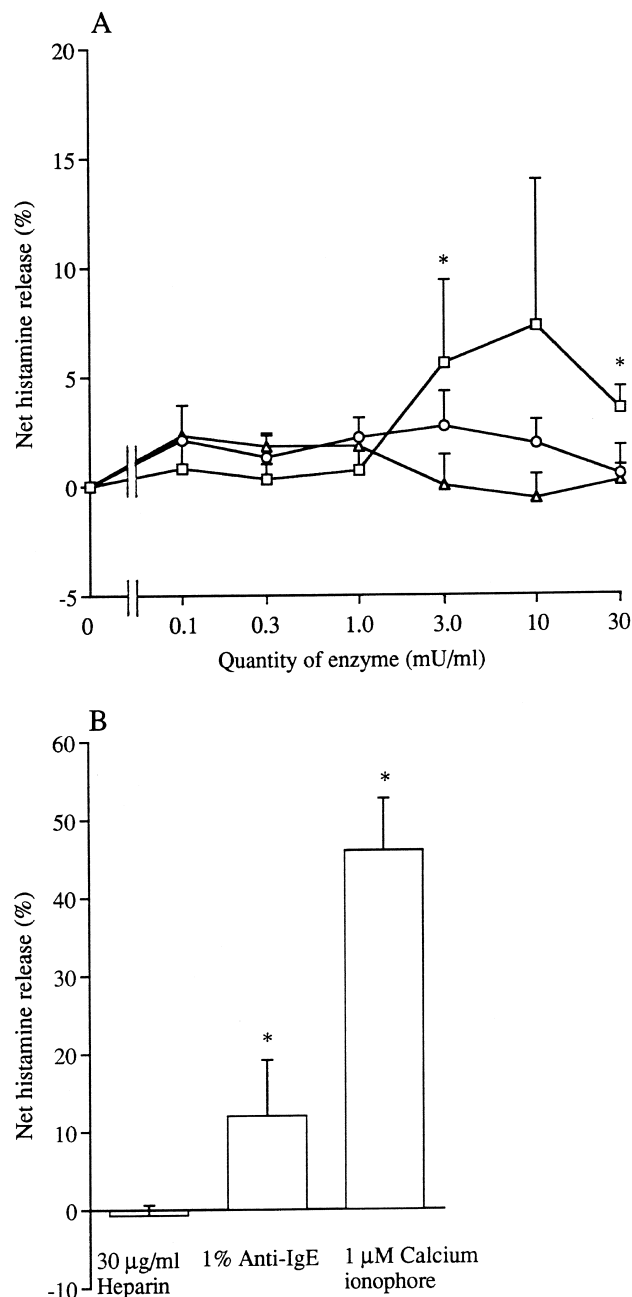 A
20
15
10
5
0
-5
Net histamine release (%)
*
*
0
0.1
0.3
1.0
3.0
10
30
Quantity of enzyme (mU/ml)
B
60
50
40
30
20
10
0
-10
Net histamine release (%)
*
*
30 µg/ml
Heparin
1% Anti-IgE
1 µM Calcium
ionophore